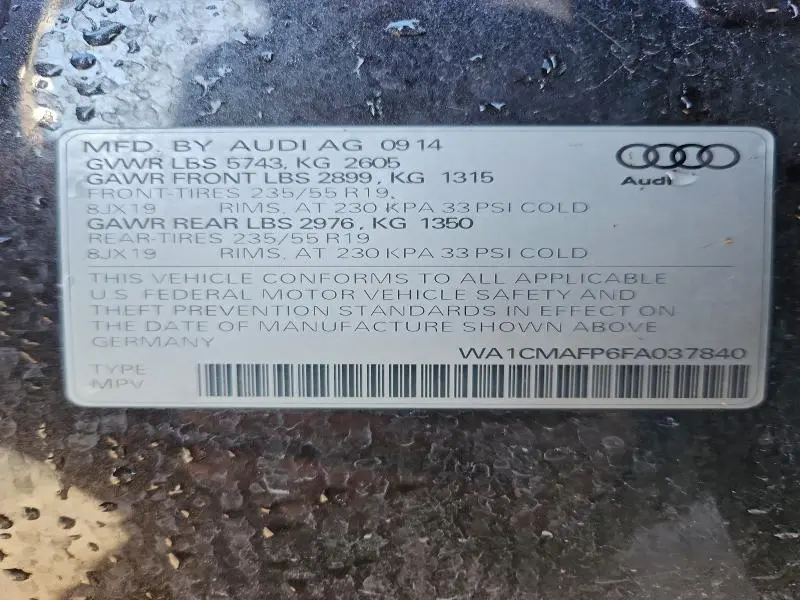 MFD. BY AUDI AG 09 14
GVWR LBS 5743, KG 2605
GAWR FRONT LBS 2899, KG 1315
FRONT-TIRES 235/55 R19,
8JX19 RIMS, AT 230 KPA 33 PSI COLD
GAWR REAR LBS 2976, KG 1350
REAR-TIRES 235/55 R19
8JX19 RIMS, AT 230 KPA 33 PSI COLD
Audi
THIS VEHICLE CONFORMS TO ALL APPLICABLE
U.S. FEDERAL MOTOR VEHICLE SAFETY AND
THEFT PREVENTION STANDARDS IN EFFECT ON
THE DATE OF MANUFACTURE SHOWN ABOVE
GERMANY
WA1CMAFP6FA037840
TYPE
MPV